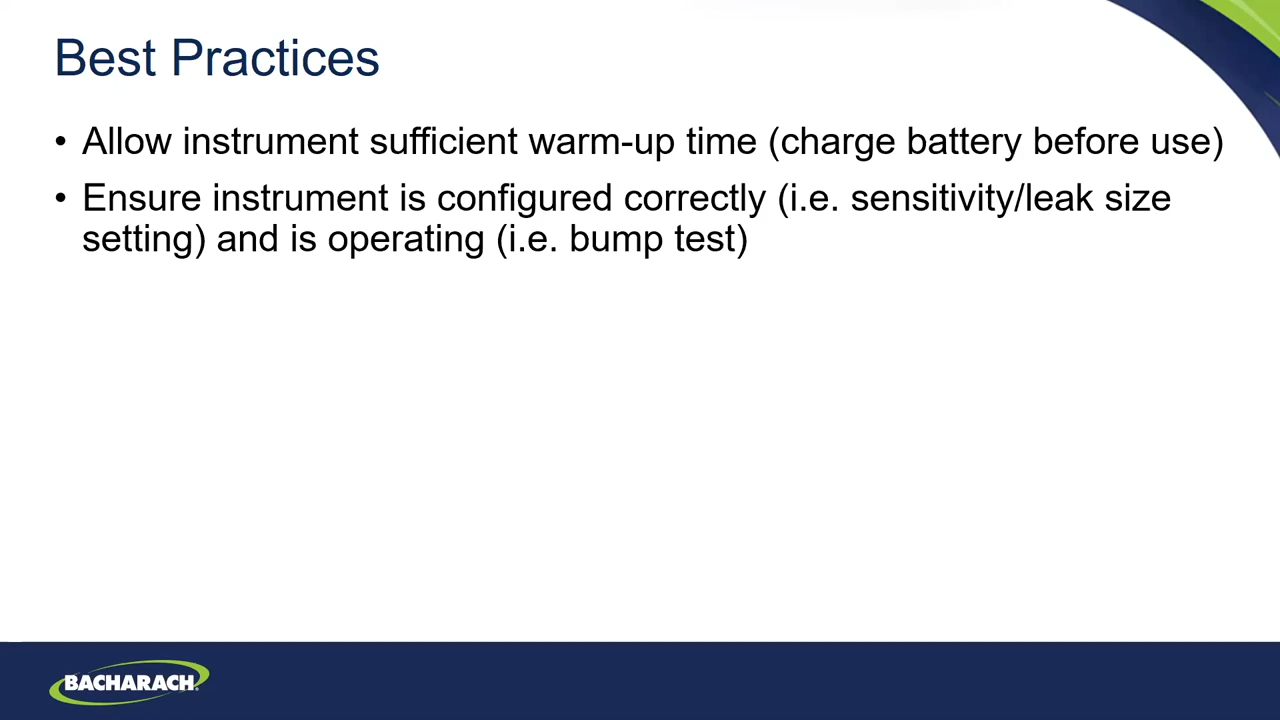 Best Practices
• Allow instrument sufficient warm-up time (charge battery before use)
• Ensure instrument is configured correctly (i.e. sensitivity/leak size
setting) and is operating (i.e. bump test)
BACHARACH